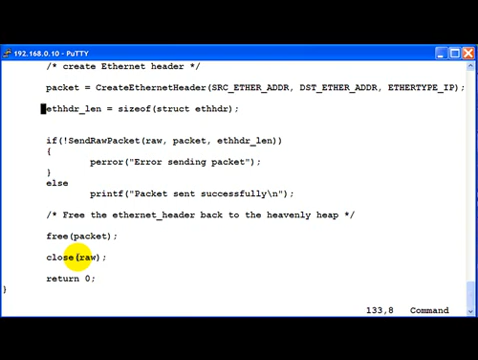 192.168.0.10 - PuTTY
/* create Ethernet header */
packet = CreateEthernetHeader(SRC_ETHER_ADDR, DST_ETHER_ADDR, ETHERTYPE_IP);
ethhdr_len = sizeof(struct ethhdr);
if(!SendRawPacket(raw, packet, ethhdr_len))
{
perror("Error sending packet");
}
else
printf("Packet sent successfully\n");
/* Free the ethernet_header back to the heavenly heap */
free(packet);
close(raw);
return 0;
}
133,8 Command